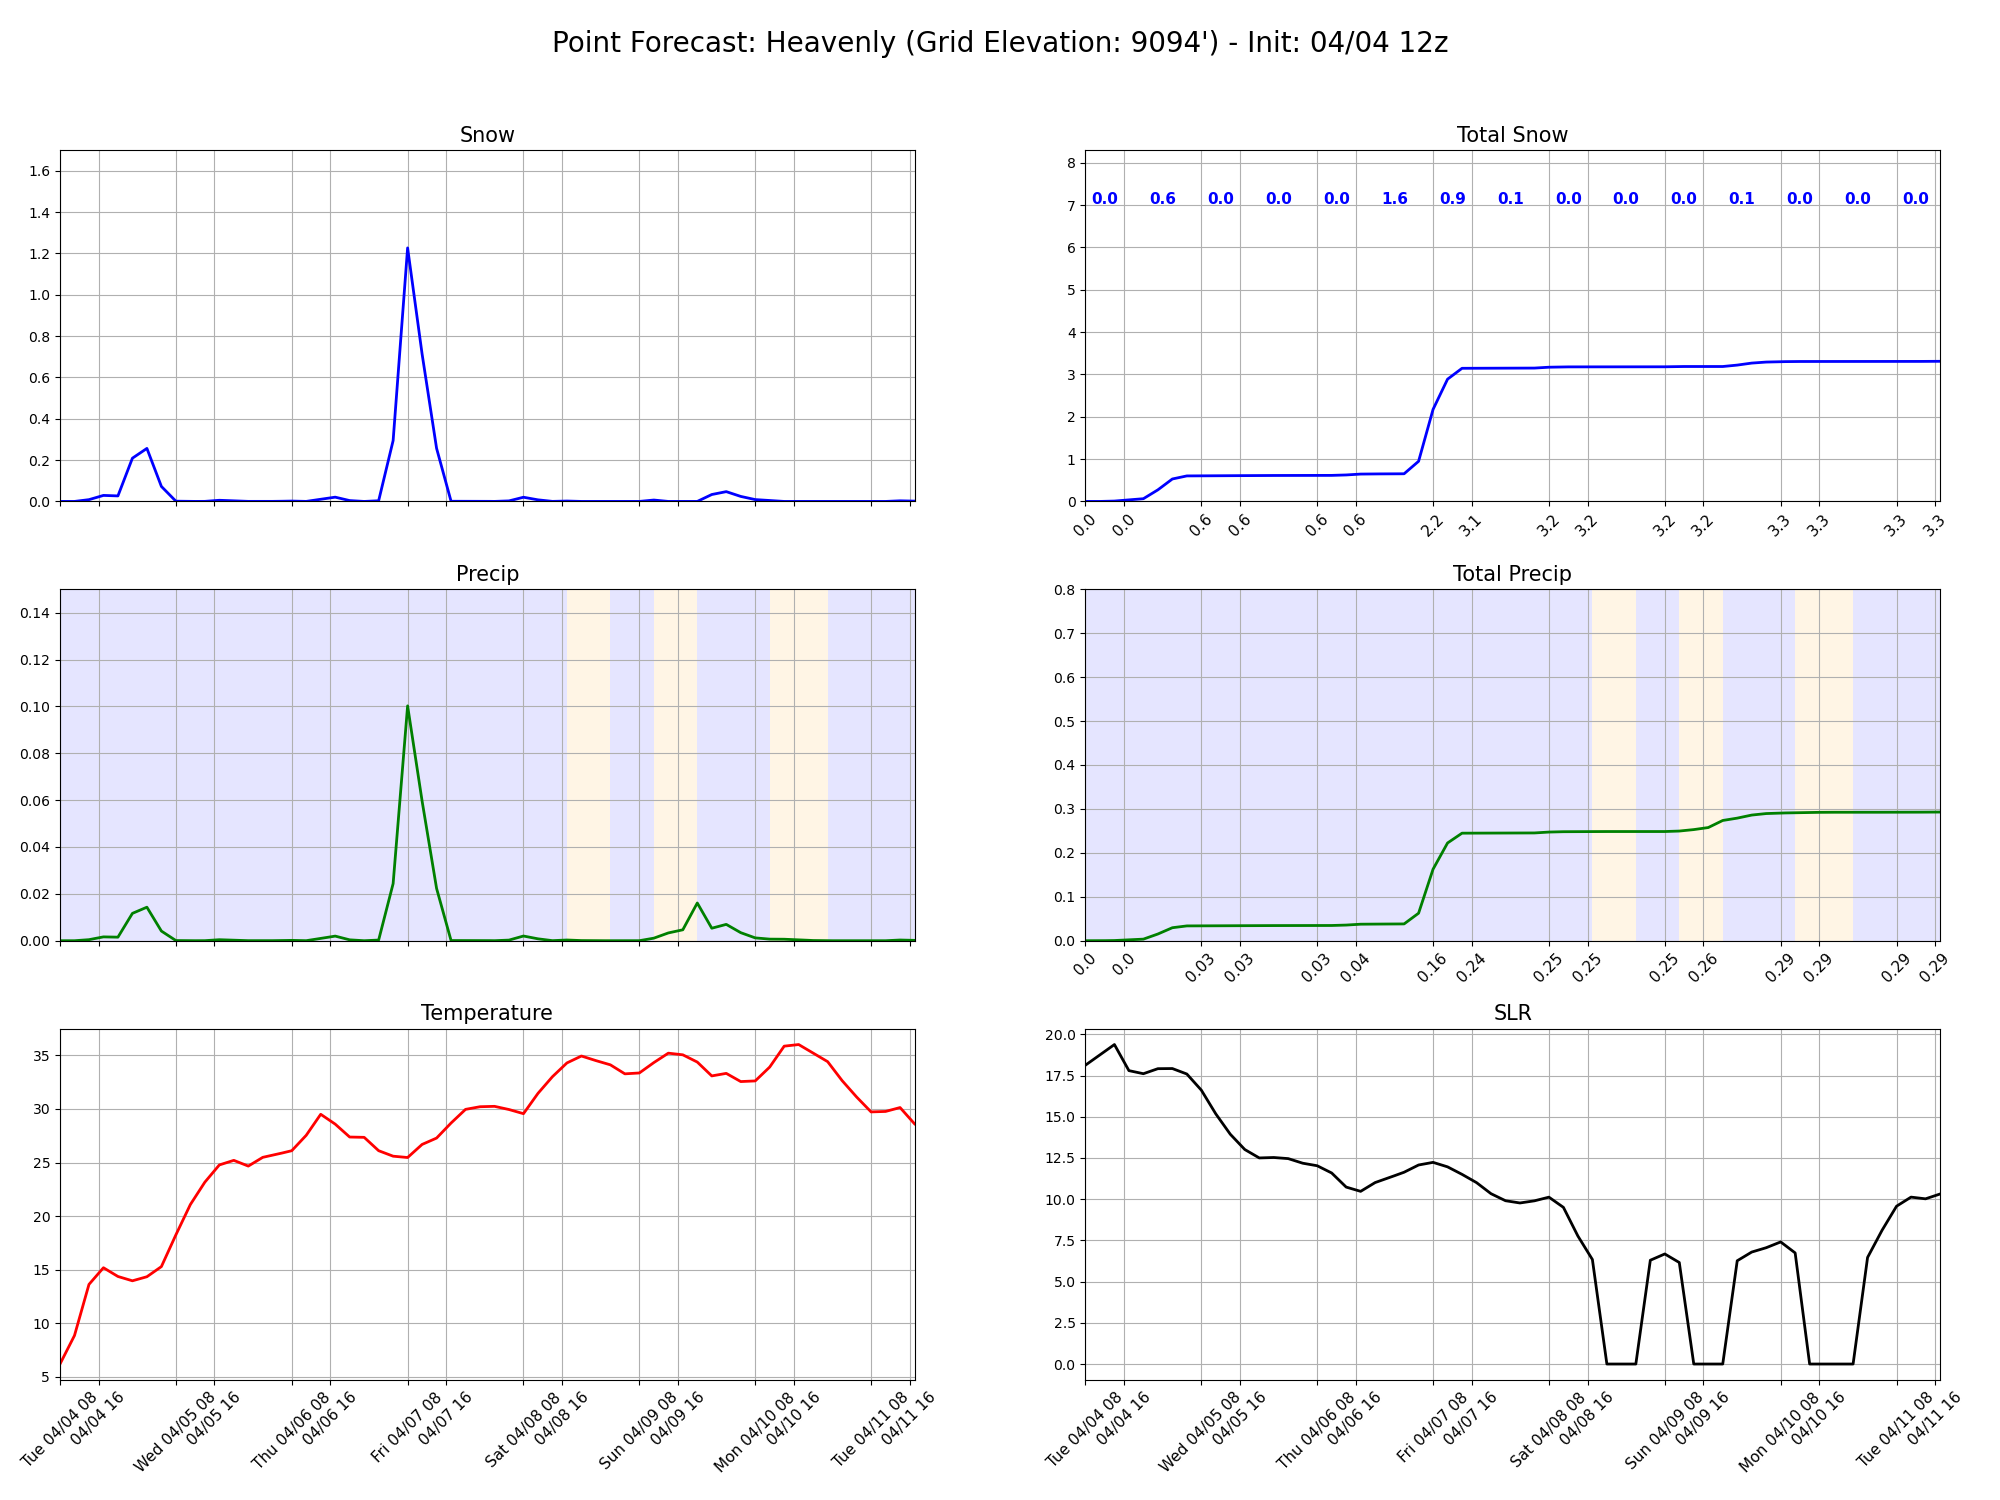 Point Forecast: Heavenly (Grid Elevation: 9094') - Init: 04/04 12z
Snow
1.6
1.4
1.2
1.0
0.8
0.6
0.4
0.2
0.0
Total Snow
8
7
6
5
4
3
2
1
0
0.0 0.6 0.0 0.0 0.0 1.6 0.9 0.1 0.0 0.0 0.0 0.1 0.0 0.0 0.0
0.0 0.0 0.6 0.6 0.6 0.6 2.2 3.1 3.2 3.2 3.2 3.2 3.3 3.3 3.3 3.3
Precip
0.14
0.12
0.10
0.08
0.06
0.04
0.02
0.00
Total Precip
0.8
0.7
0.6
0.5
0.4
0.3
0.2
0.1
0.0
0.0 0.0 0.03 0.03 0.03 0.04 0.16 0.24 0.25 0.25 0.25 0.26 0.29 0.29 0.29 0.29
Temperature
35
30
25
20
15
10
5
Tue 04/04 08
04/04 16
Wed 04/05 08
04/05 16
Thu 04/06 08
04/06 16
Fri 04/07 08
04/07 16
Sat 04/08 08
04/08 16
Sun 04/09 08
04/09 16
Mon 04/10 08
04/10 16
Tue 04/11 08
04/11 16
SLR
20.0
17.5
15.0
12.5
10.0
7.5
5.0
2.5
0.0
Tue 04/04 08
04/04 16
Wed 04/05 08
04/05 16
Thu 04/06 08
04/06 16
Fri 04/07 08
04/07 16
Sat 04/08 08
04/08 16
Sun 04/09 08
04/09 16
Mon 04/10 08
04/10 16
Tue 04/11 08
04/11 16